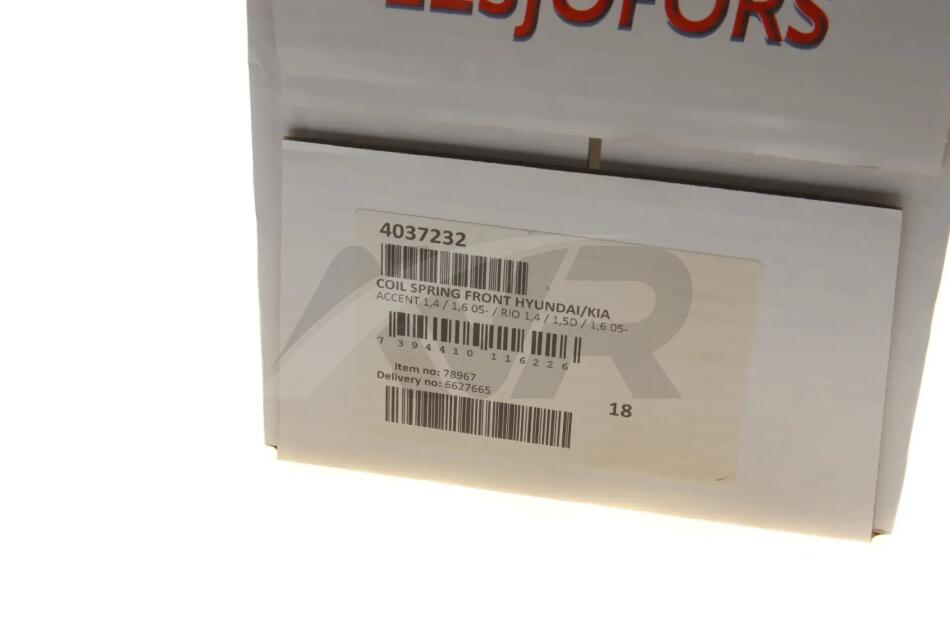 LESJÖFORS
4037232
COIL SPRING FRONT HYUNDAI/KIA
ACCENT 1,4 / 1,6 05- / RIO 1,4 / 1,5D / 1,6 05-
7 394410 116226
Item no: 78967
Delivery no: 6627665
18